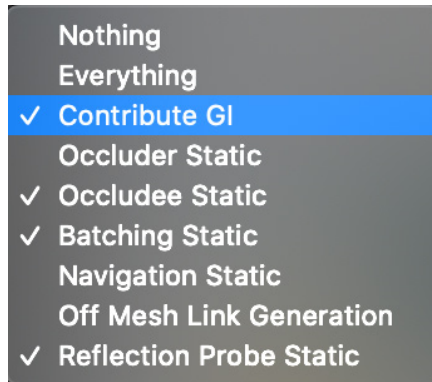 Nothing
Everything
✓ Contribute GI
Occluder Static
✓ Occludee Static
✓ Batching Static
Navigation Static
Off Mesh Link Generation
✓ Reflection Probe Static